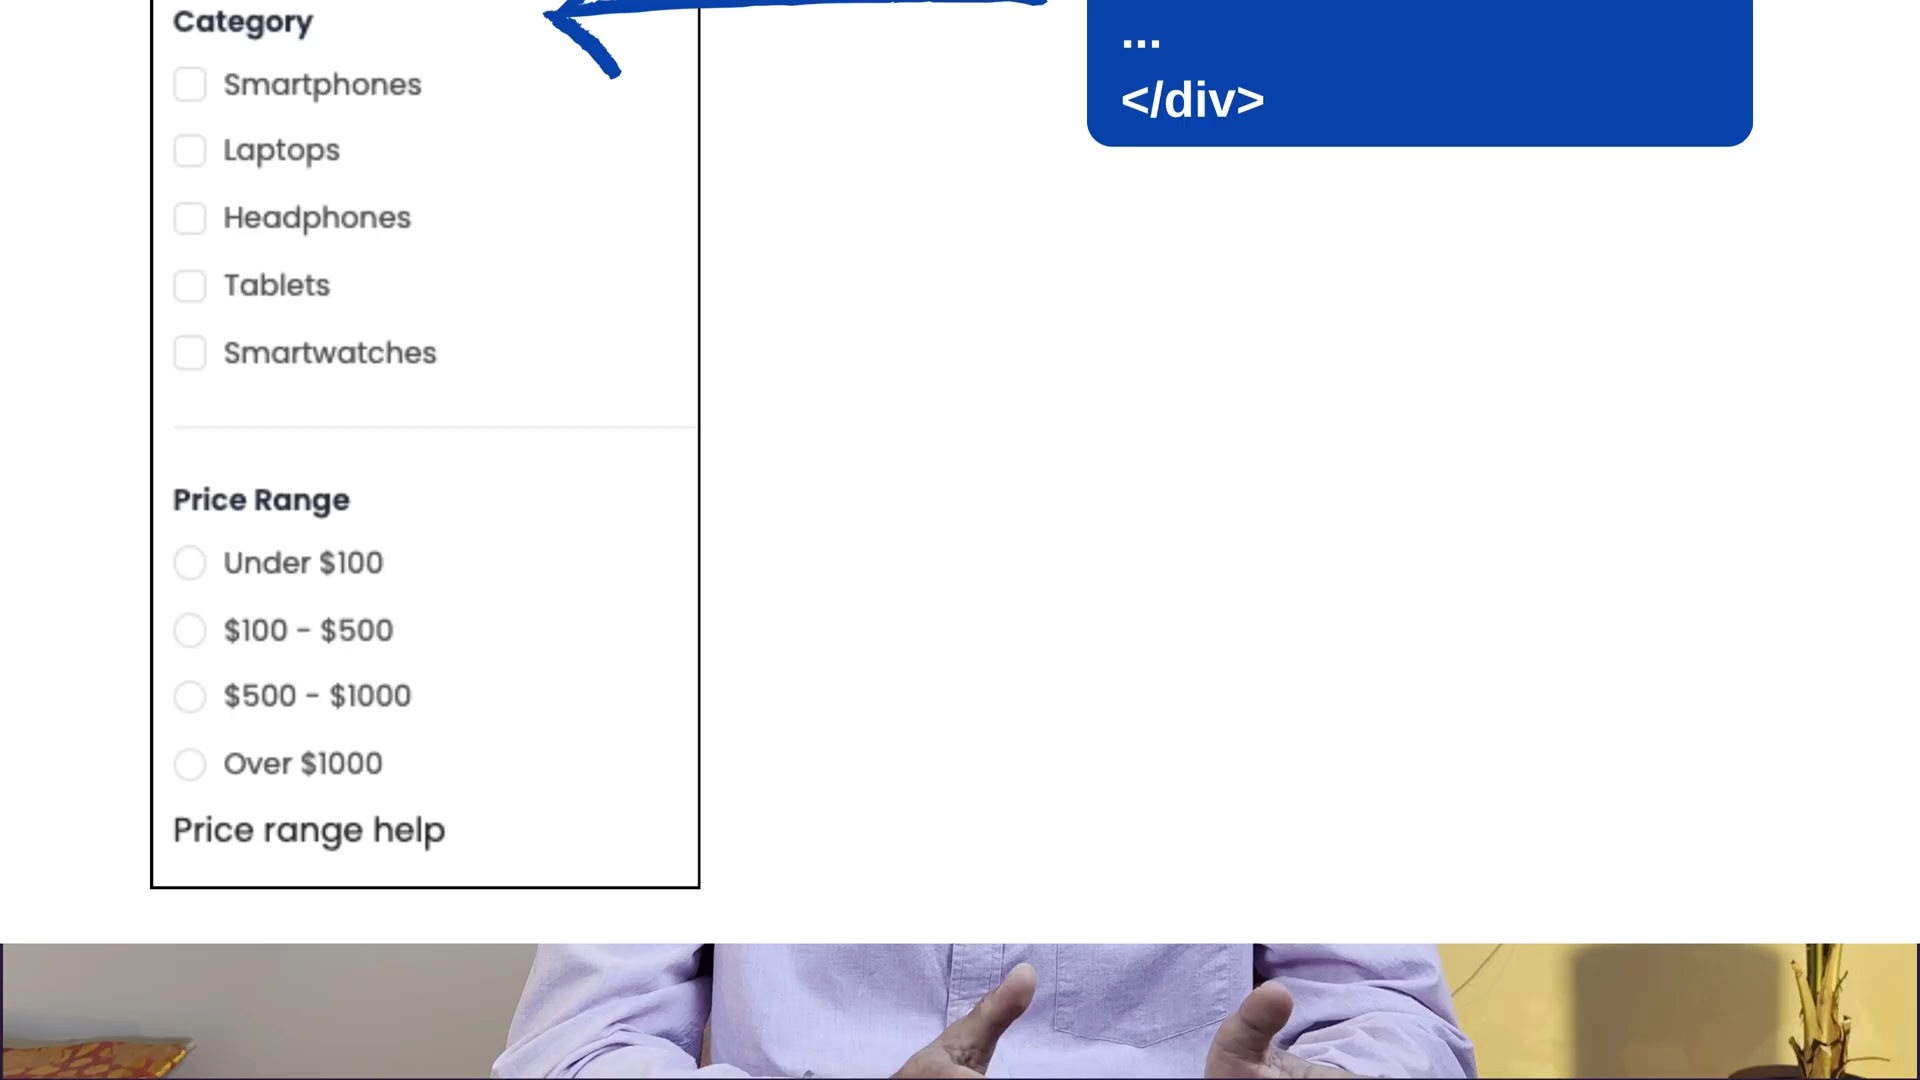 Category
Smartphones
Laptops
Headphones
Tablets
Smartwatches
Price Range
Under $100
$100 - $500
$500 - $1000
Over $1000
Price range help
...
</div>